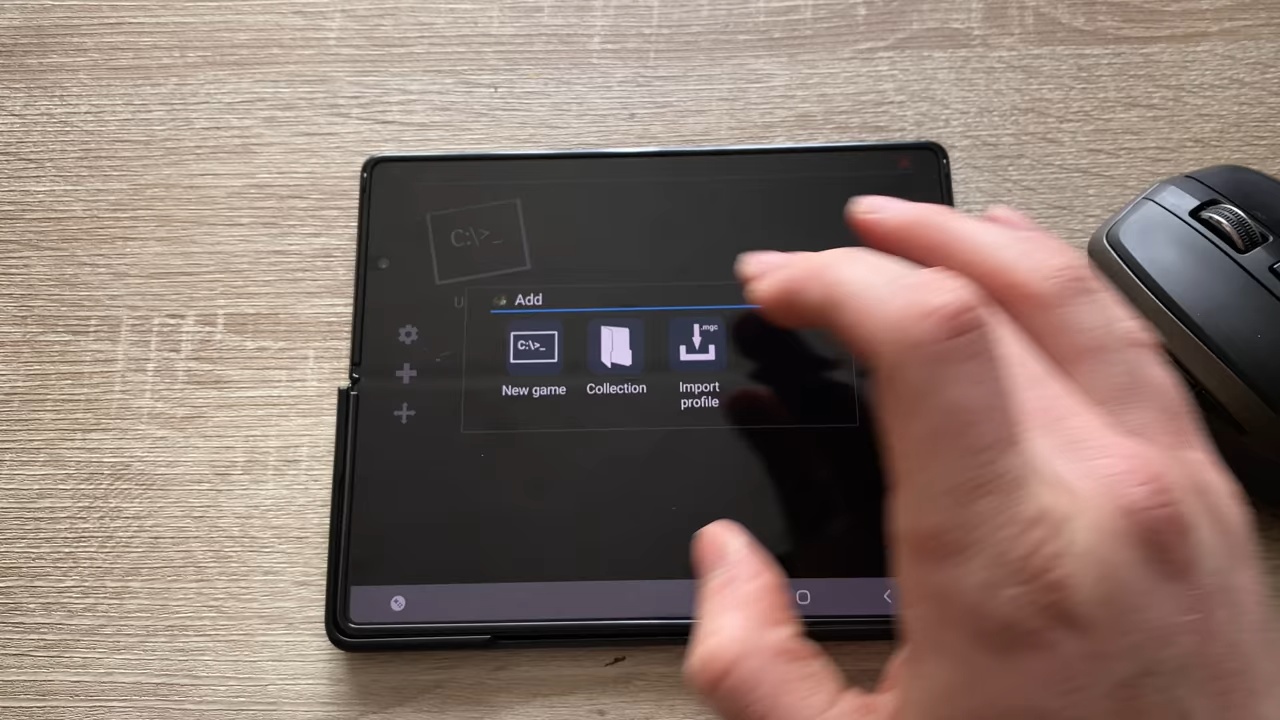 C:\>_
U
Add
C:\>_
.mgc
New game
Collection
Import
profile